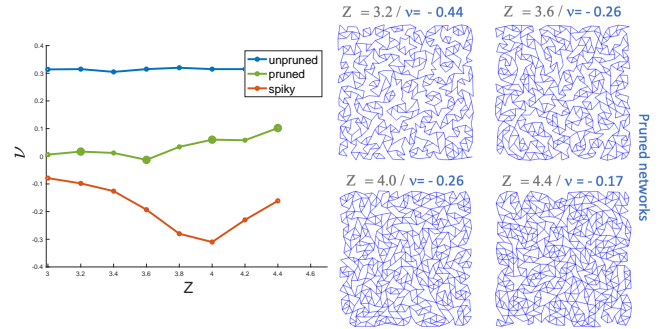 0.4
0.3
0.2
0.1
0
-0.1
-0.2
-0.3
-0.4
ν
3
3.2
3.4
3.6
3.8
4
4.2
4.4
4.6
Z
unpruned
pruned
spiky
Z = 3.2 / ν= - 0.44
Z = 3.6 / ν= - 0.26
Z = 4.0 / ν= - 0.26
Z = 4.4 / ν = - 0.17
Pruned networks